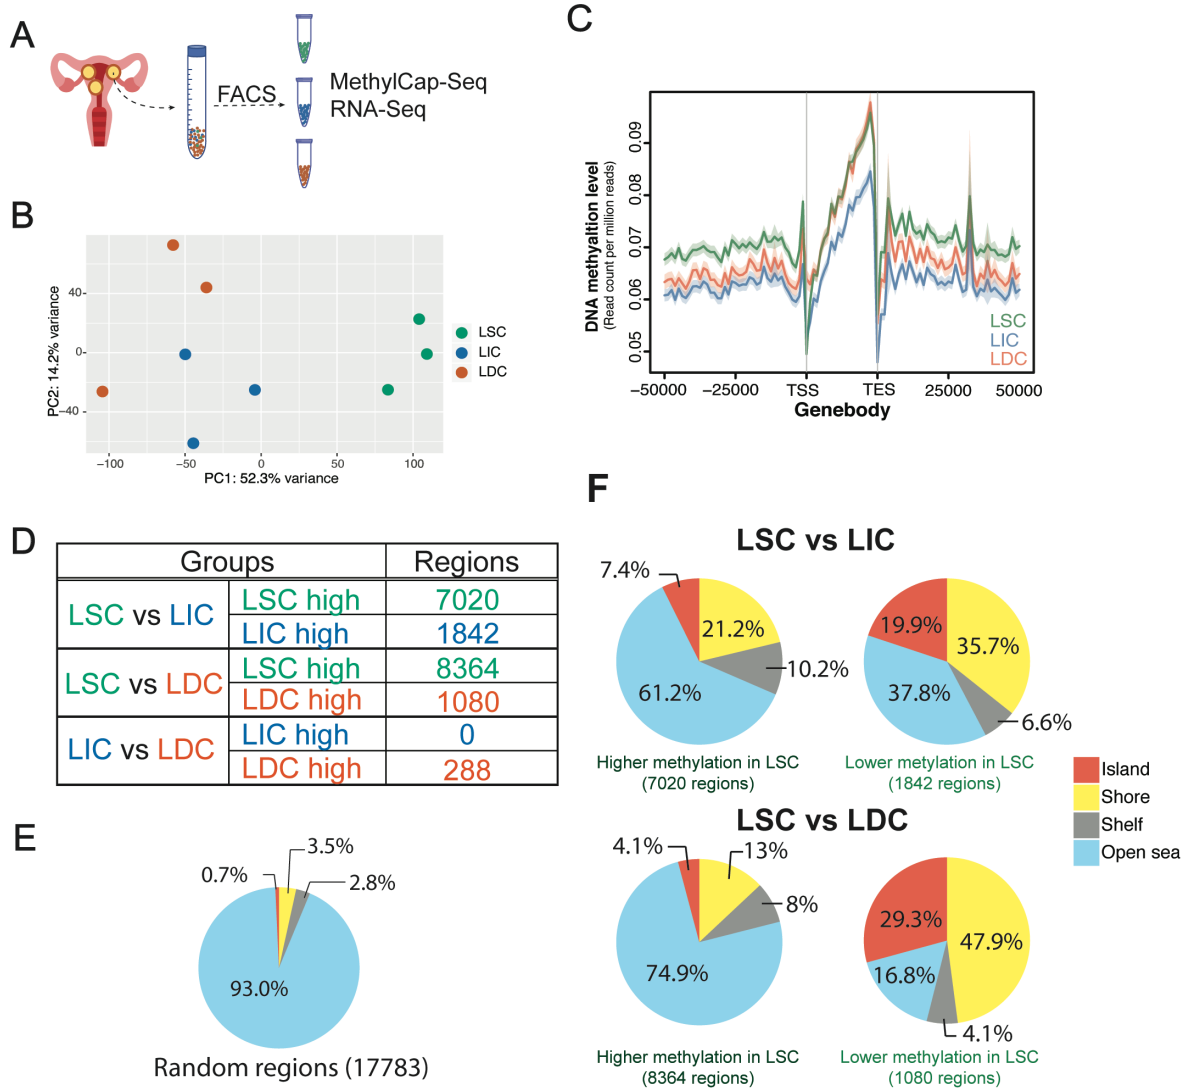 A
FACS
MethylCap-Seq
RNA-Seq
B
PC2: 14.2% variance
40
0
−40
−100
−50
0
50
100
PC1: 52.3% variance
LSC
LIC
LDC
C
DNA methyaltion level
(Read count per million reads)
0.09
0.08
0.07
0.06
0.05
LSC
LIC
LDC
−50000
−25000
TSS
TES
25000
50000
Genebody
D
Groups
Regions
LSC vs LIC
LSC high
7020
LIC high
1842
LSC vs LDC
LSC high
8364
LDC high
1080
LIC vs LDC
LIC high
0
LDC high
288
E
0.7%
3.5%
2.8%
93.0%
Random regions (17783)
F
LSC vs LIC
7.4%
21.2%
10.2%
61.2%
Higher methylation in LSC
(7020 regions)
19.9%
35.7%
37.8%
6.6%
Lower metylation in LSC
(1842 regions)
LSC vs LDC
4.1%
13%
8%
74.9%
Higher methylation in LSC
(8364 regions)
29.3%
47.9%
16.8%
4.1%
Lower methylation in LSC
(1080 regions)
Island
Shore
Shelf
Open sea